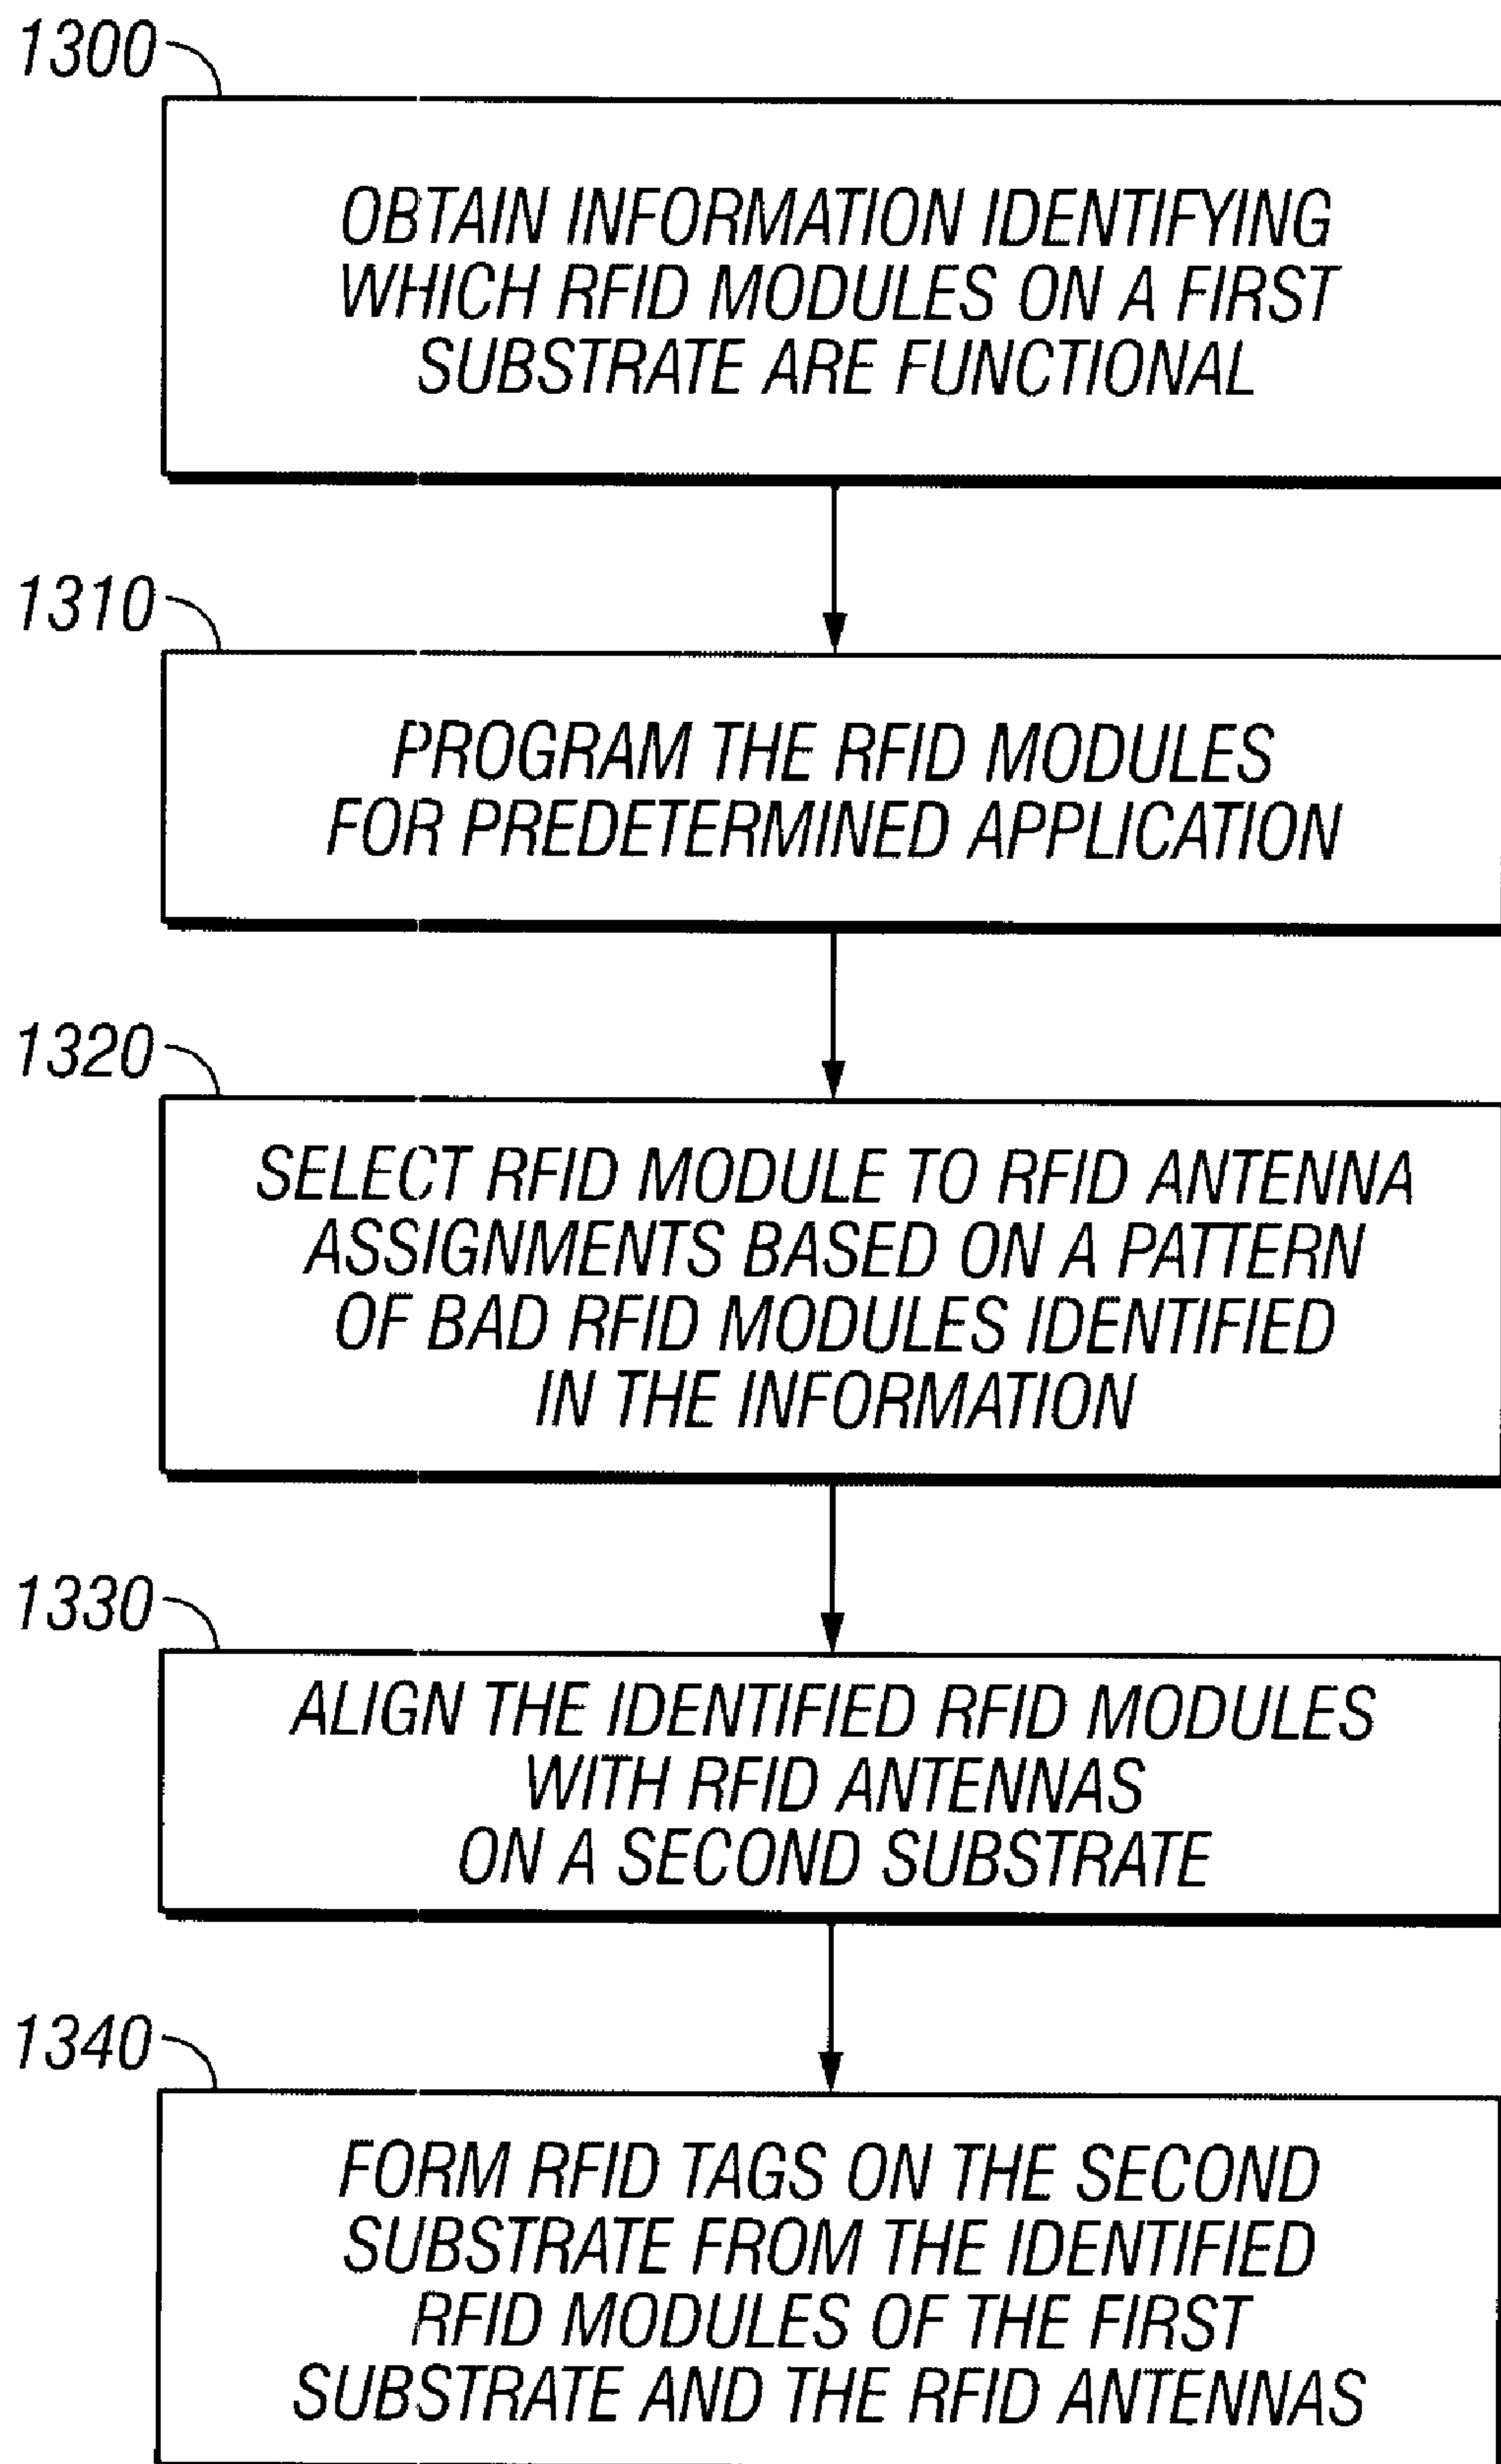 1300
OBTAIN INFORMATION IDENTIFYING
WHICH RFID MODULES ON A FIRST
SUBSTRATE ARE FUNCTIONAL
1310
PROGRAM THE RFID MODULES
FOR PREDETERMINED APPLICATION
1320
SELECT RFID MODULE TO RFID ANTENNA
ASSIGNMENTS BASED ON A PATTERN
OF BAD RFID MODULES IDENTIFIED
IN THE INFORMATION
1330
ALIGN THE IDENTIFIED RFID MODULES
WITH RFID ANTENNAS
ON A SECOND SUBSTRATE
1340
FORM RFID TAGS ON THE SECOND
SUBSTRATE FROM THE IDENTIFIED
RFID MODULES OF THE FIRST
SUBSTRATE AND THE RFID ANTENNAS